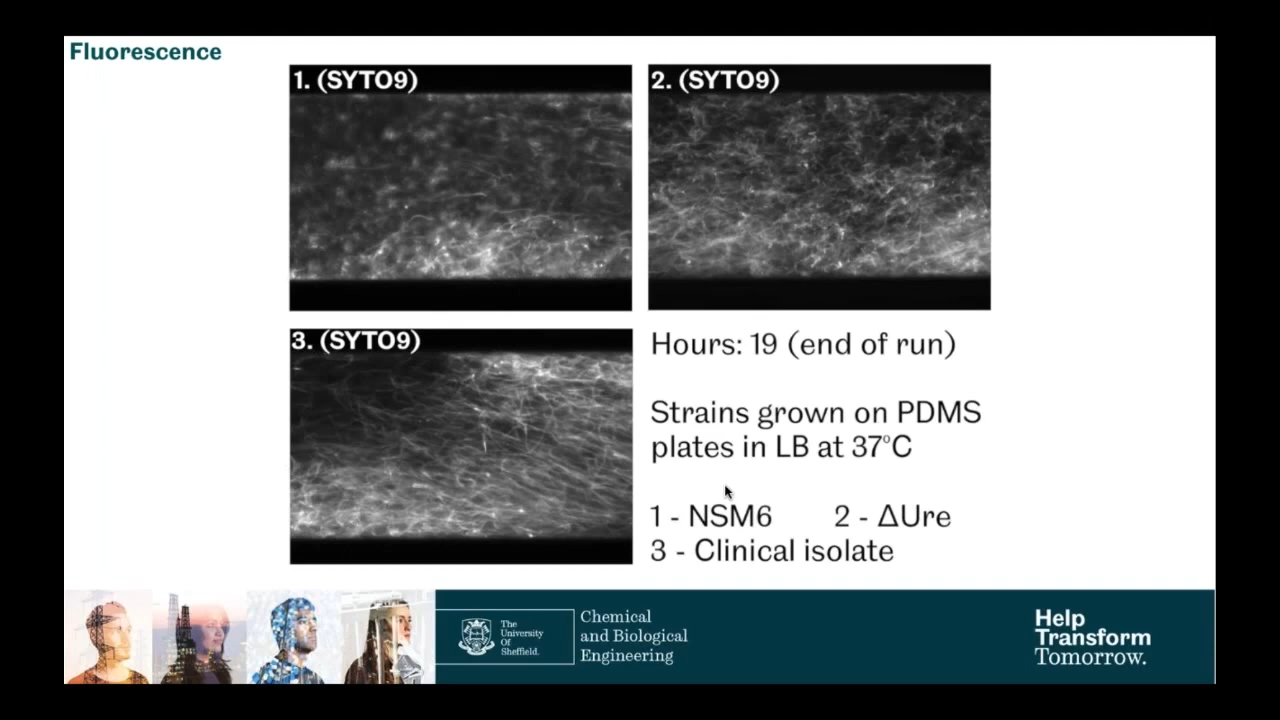 Fluorescence
1. (SYTO9)
2. (SYTO9)
3. (SYTO9)
Hours: 19 (end of run)
Strains grown on PDMS
plates in LB at 37°C
1 - NSM6 2 - ΔUre
3 - Clinical isolate
The
University
Of
Sheffield.
Chemical
and Biological
Engineering
Help
Transform
Tomorrow.